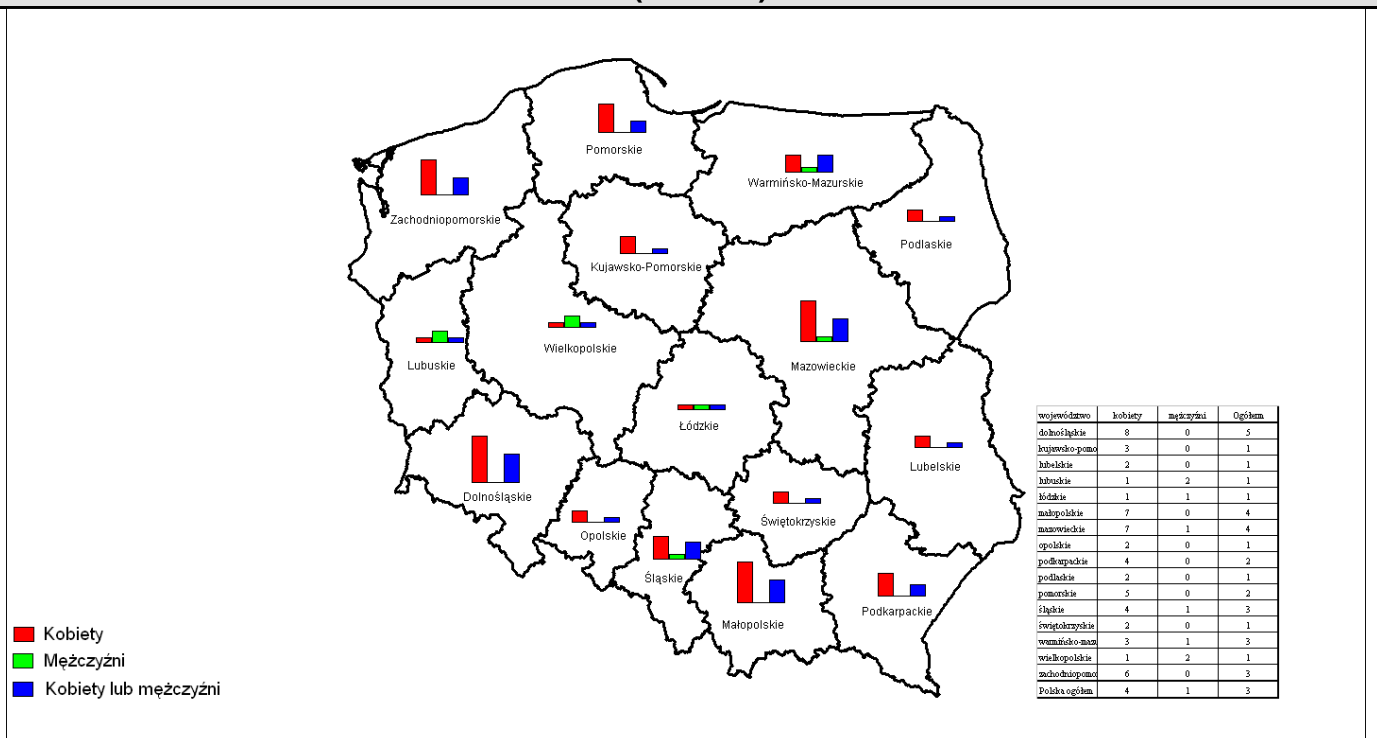 Pomorskie
Warmińsko-Mazurskie
Zachodniopomorskie
Podlaskie
Kujawsko-Pomorskie
Wielkopolskie
Lubuskie
Mazowieckie
Łódzkie
Lubelskie
Dolnośląskie
Świętokrzyskie
Opolskie
Śląskie
Podkarpackie
Małopolskie
Kobiety
Mężczyźni
Kobiety lub mężczyźni
województwo kobiety mężczyźni Ogółem
dolnośląskie 8 0 5
kujawsko-pomo 3 0 1
lubelskie 2 0 1
lubuskie 1 2 1
łódzkie 1 1 1
małopolskie 7 0 4
mazowieckie 7 1 4
opolskie 2 0 1
podkarpackie 4 0 2
podlaskie 2 0 1
pomorskie 5 0 2
śląskie 4 1 3
świętokrzyskie 2 0 1
warmińsko-maz 3 1 3
wielkopolskie 1 2 1
zachodniopomo 6 0 3
Polska ogółem 4 1 3